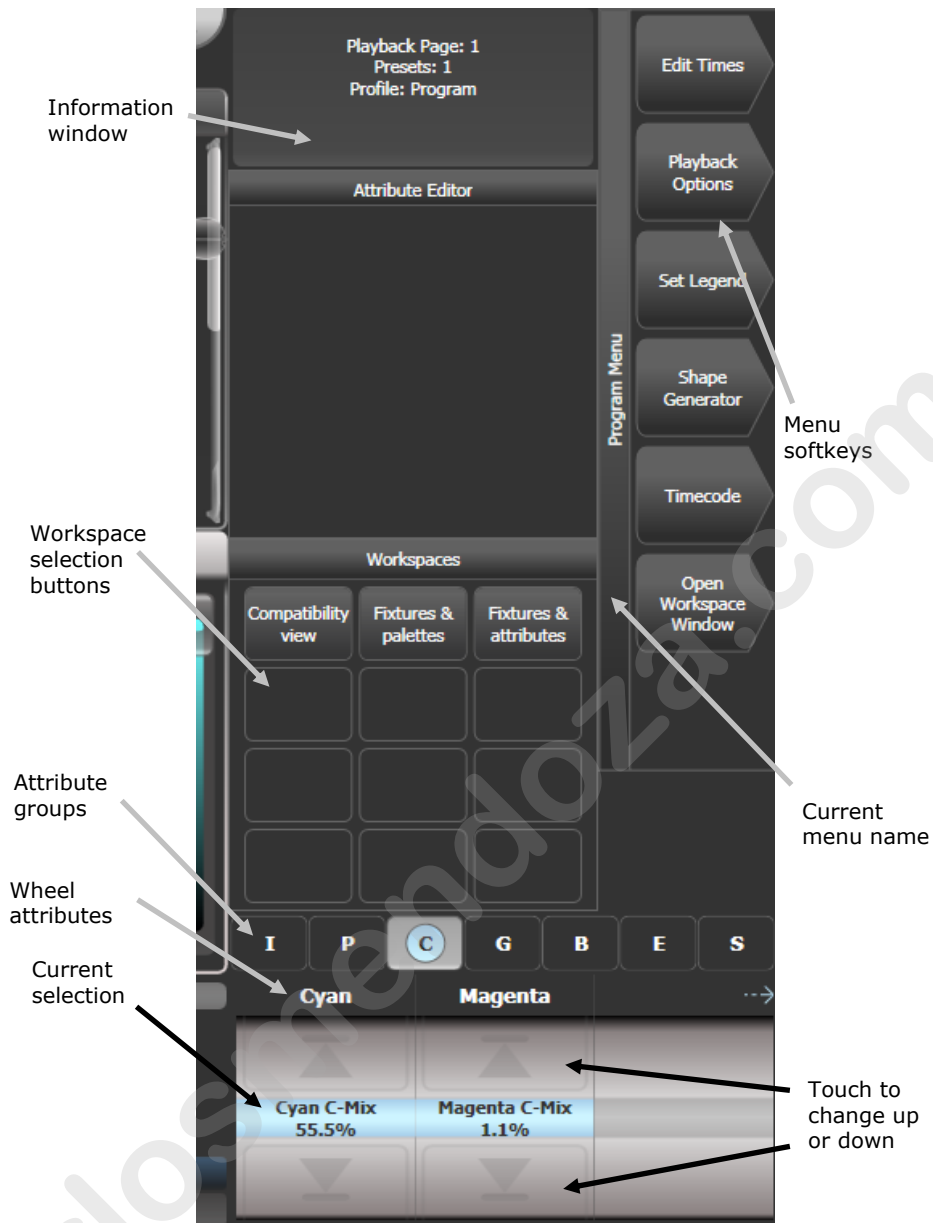 Playback Page: 1
Presets: 1
Profile: Program
Edit Times
Information
window
Playback
Options
Attribute Editor
Set Legend
Program Menu
Shape
Generator
Menu
softkeys
Timecode
Workspace
selection
buttons
Workspaces
Open
Workspace
Window
Compatibility
view
Fixtures &
palettes
Fixtures &
attributes
Attribute
groups
Current
menu name
Wheel
attributes
I P C G B E S
Current
selection
Cyan Magenta
Cyan C-Mix
55.5%
Magenta C-Mix
1.1%
Touch to
change up
or down
osmendoza.com